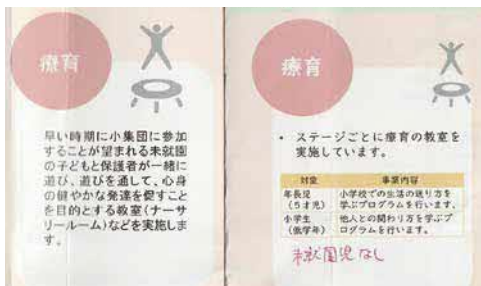 療育
早い時期に小集団に参加
することが望まれる未就園
の子どもと保護者が一緒に
遊び、遊びを通して、心身
の健やかな発達を促すこと
を目的とする教室(ナーサ
リールーム)などを実施しま
す。
療育
・ ステージごとに療育の教室を
実施しています。
対象 事業内容
年長児 小学校での生活の送り方を
(5才児) 学ぶプログラムを行います。
小学生 他人との関わり方を学ぶプ
(低学年) ログラムを行います。
未就園児なし